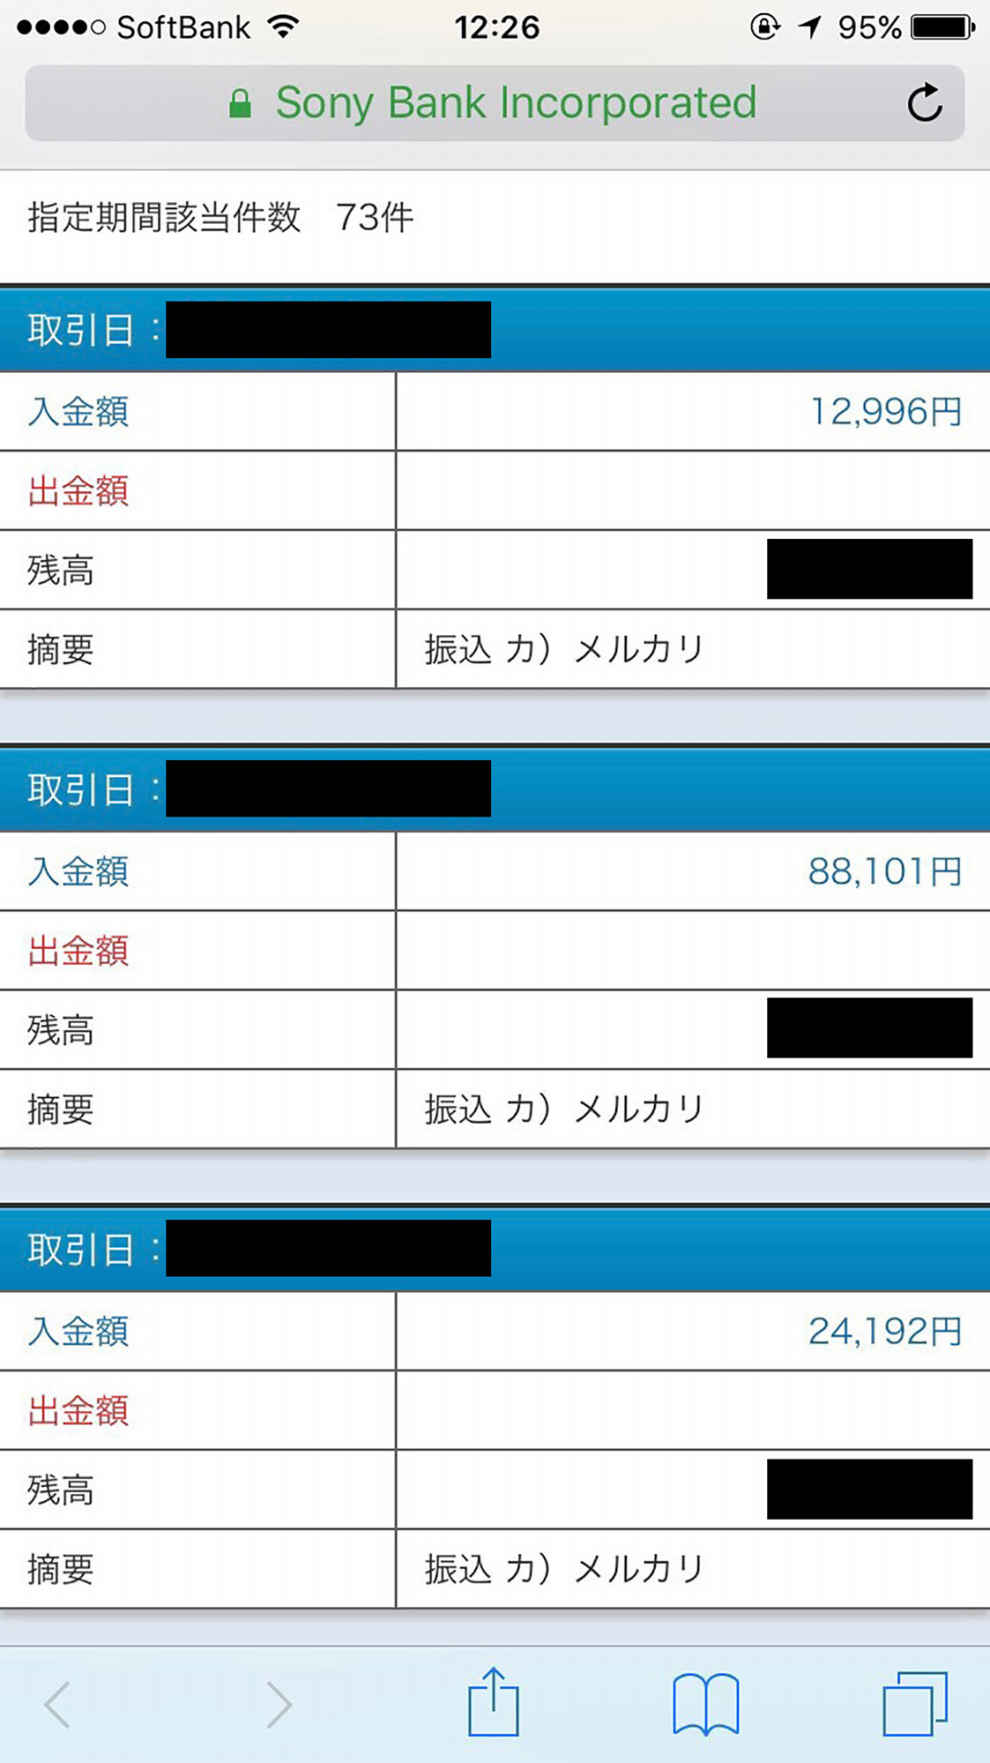 SoftBank 12:26 95%
Sony Bank Incorporated
指定期間該当件数　73件
取引日：
入金額 12,996円
出金額
残高
摘要 振込 カ）メルカリ
取引日：
入金額 88,101円
出金額
残高
摘要 振込 カ）メルカリ
取引日：
入金額 24,192円
出金額
残高
摘要 振込 カ）メルカリ